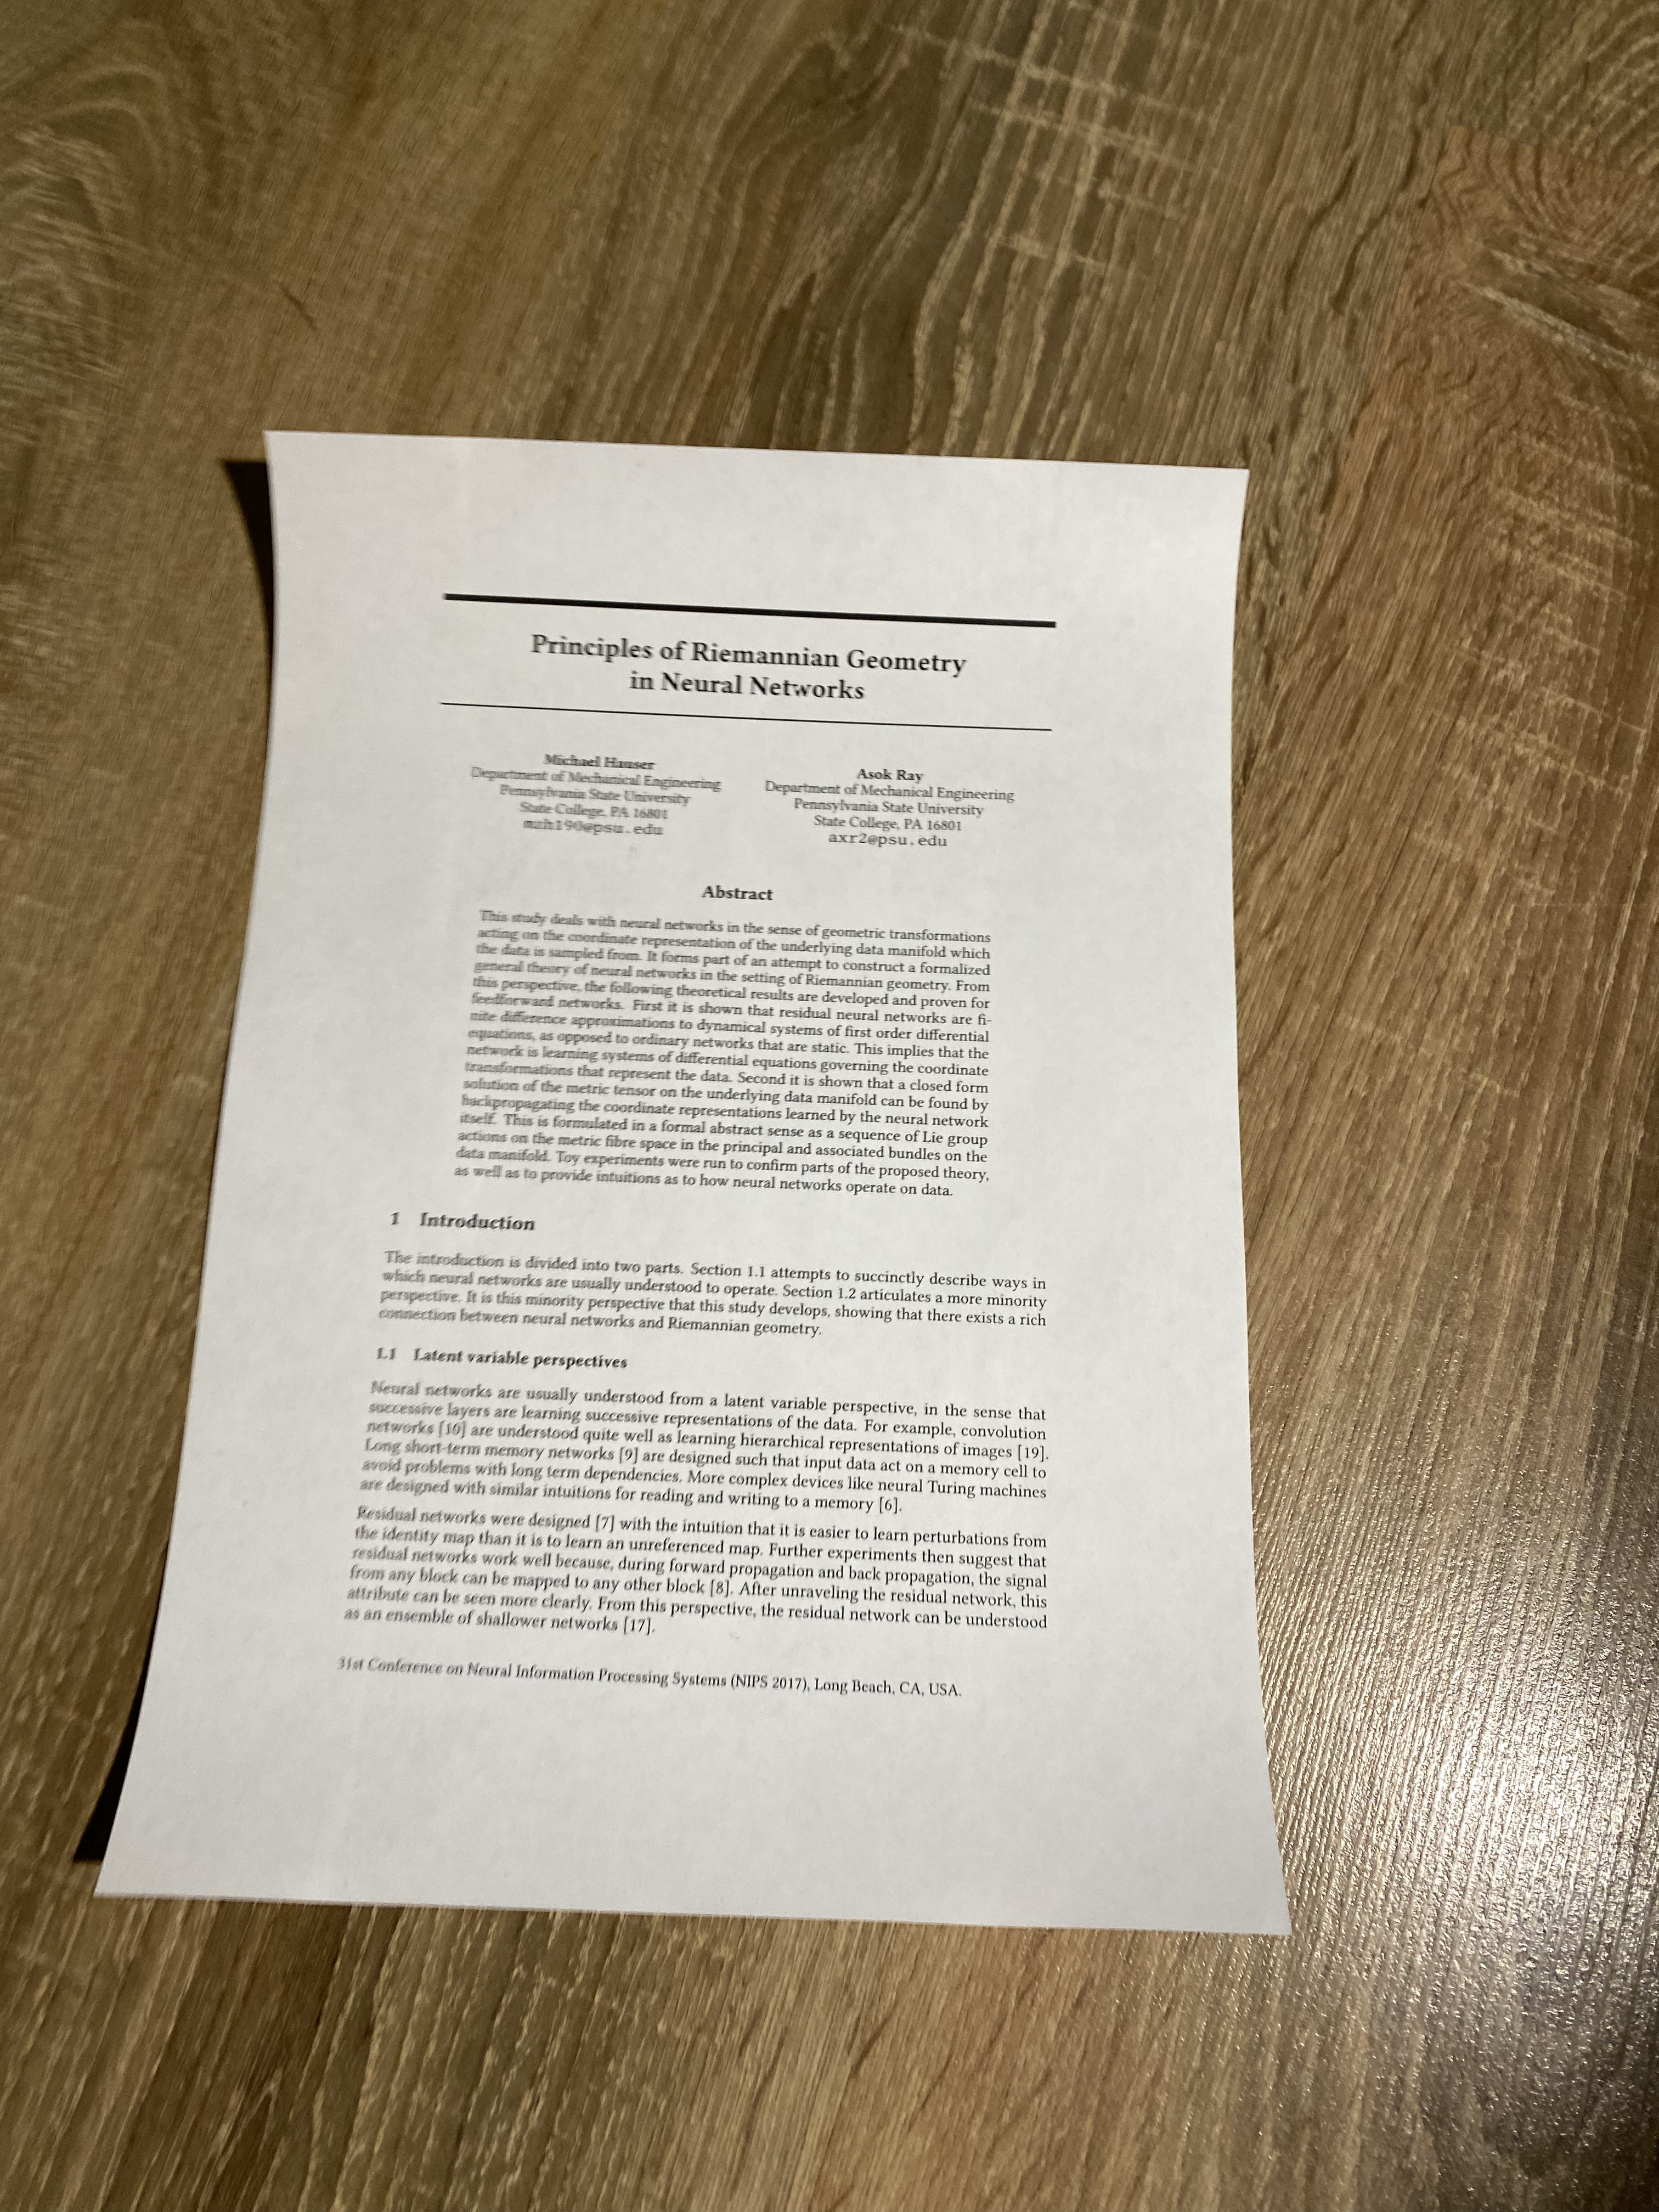 Principles of Riemannian Geometry
in Neural Networks
Michael Hauser
Department of Mechanical Engineering
Pennsylvania State University
State College, PA 16801
mzh190@psu.edu
Asok Ray
Department of Mechanical Engineering
Pennsylvania State University
State College, PA 16801
axr2@psu.edu
Abstract
This study deals with neural networks in the sense of geometric transformations
acting on the coordinate representation of the underlying data manifold which
the data is sampled from. It forms part of an attempt to construct a formalized
general theory of neural networks in the setting of Riemannian geometry. From
this perspective, the following theoretical results are developed and proven for
feedforward networks. First it is shown that residual neural networks are fi-
nite difference approximations to dynamical systems of first order differential
equations, as opposed to ordinary networks that are static. This implies that the
network is learning systems of differential equations governing the coordinate
transformations that represent the data. Second it is shown that a closed form
solution of the metric tensor on the underlying data manifold can be found by
backpropagating the coordinate representations learned by the neural network
itself. This is formulated in a formal abstract sense as a sequence of Lie group
actions on the metric fibre space in the principal and associated bundles on the
data manifold. Toy experiments were run to confirm parts of the proposed theory,
as well as to provide intuitions as to how neural networks operate on data.
1 Introduction
The introduction is divided into two parts. Section 1.1 attempts to succinctly describe ways in
which neural networks are usually understood to operate. Section 1.2 articulates a more minority
perspective. It is this minority perspective that this study develops, showing that there exists a rich
connection between neural networks and Riemannian geometry.
1.1 Latent variable perspectives
Neural networks are usually understood from a latent variable perspective, in the sense that
successive layers are learning successive representations of the data. For example, convolution
networks [10] are understood quite well as learning hierarchical representations of images [19].
Long short-term memory networks [9] are designed such that input data act on a memory cell to
avoid problems with long term dependencies. More complex devices like neural Turing machines
are designed with similar intuitions for reading and writing to a memory [6].
Residual networks were designed [7] with the intuition that it is easier to learn perturbations from
the identity map than it is to learn an unreferenced map. Further experiments then suggest that
residual networks work well because, during forward propagation and back propagation, the signal
from any block can be mapped to any other block [8]. After unraveling the residual network, this
attribute can be seen more clearly. From this perspective, the residual network can be understood
as an ensemble of shallower networks [17].
31st Conference on Neural Information Processing Systems (NIPS 2017), Long Beach, CA, USA.